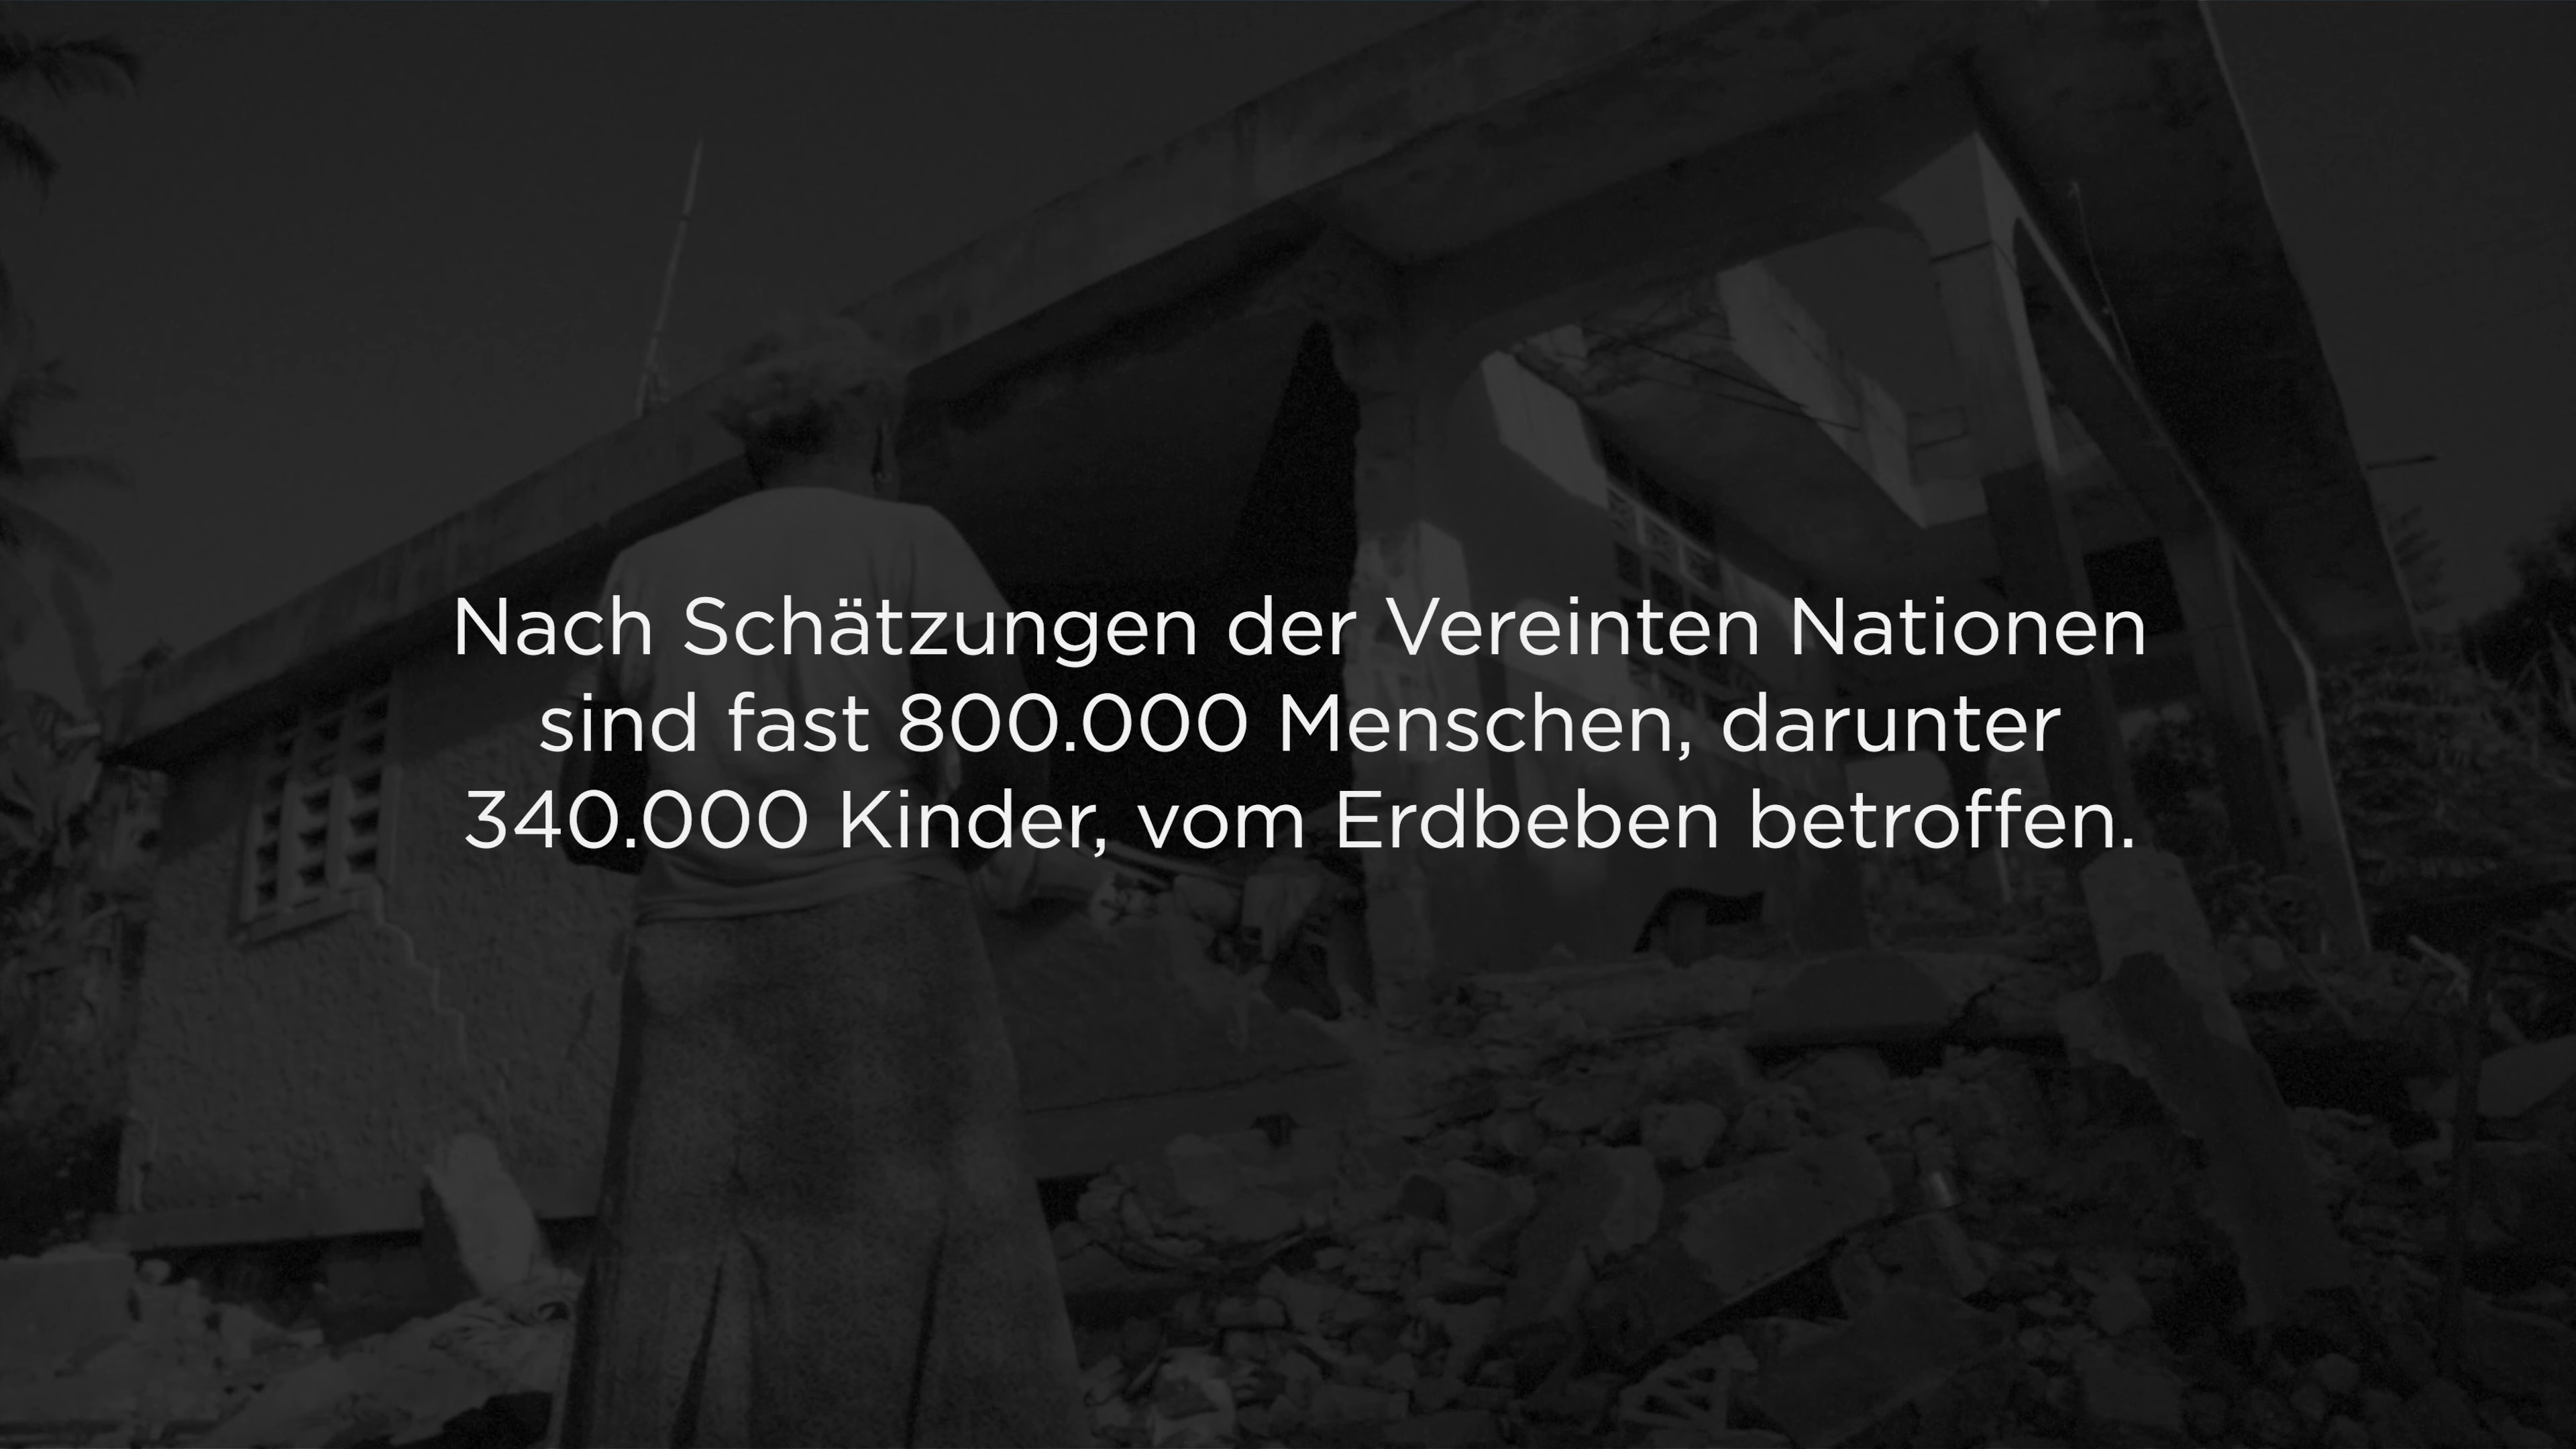 Nach Schätzungen der Vereinten Nationen
sind fast 800.000 Menschen, darunter
340.000 Kinder, vom Erdbeben betroffen.